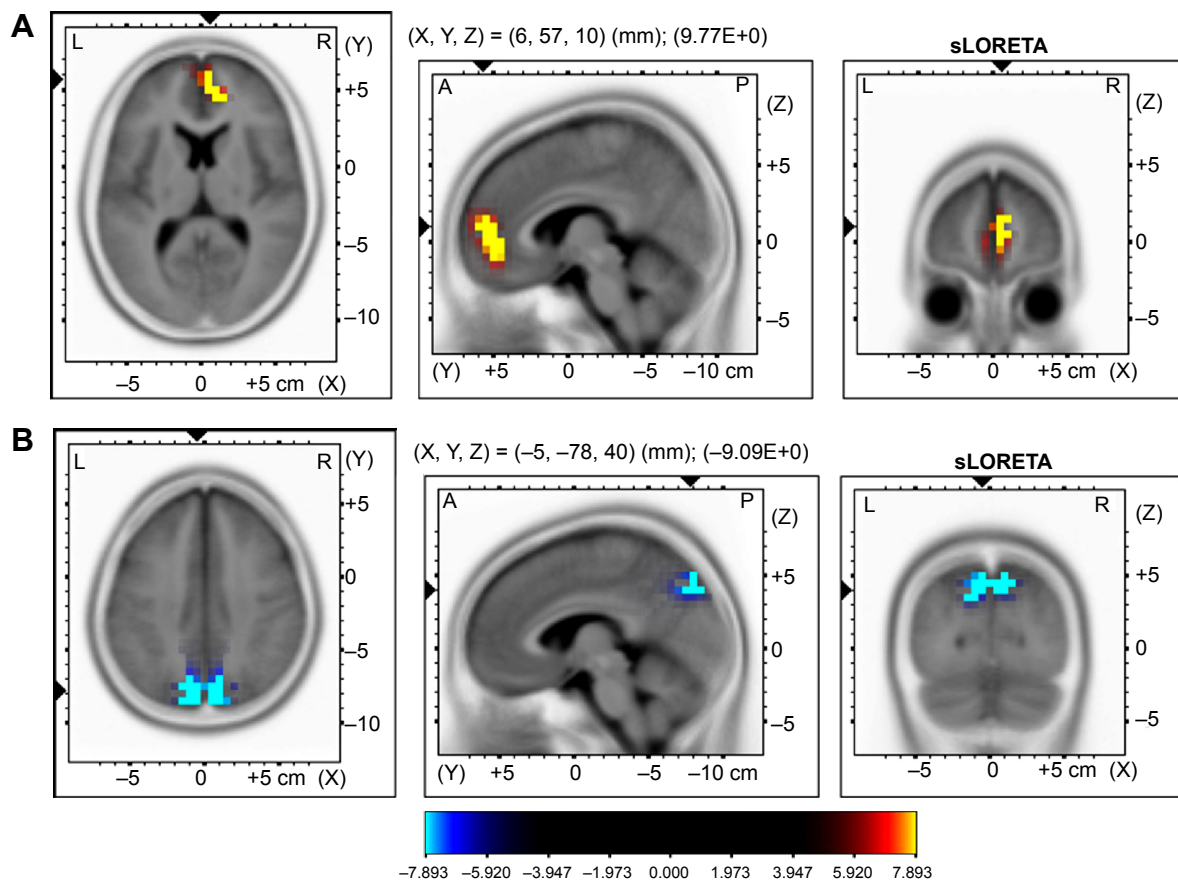 A
(X, Y, Z) = (6, 57, 10) (mm); (9.77E+0)
sLORETA
L
R
(Y)
+5
0
–5
–10
–5
0
+5 cm
(X)
A
P
(Z)
+5
0
–5
(Y)
+5
0
–5
–10 cm
L
R
(Z)
+5
0
–5
–5
0
+5 cm
(X)
B
(X, Y, Z) = (–5, –78, 40) (mm); (–9.09E+0)
sLORETA
L
R
(Y)
+5
0
–5
–10
–5
0
+5 cm
(X)
A
P
(Z)
+5
0
–5
(Y)
+5
0
–5
–10 cm
L
R
(Z)
+5
0
–5
–5
0
+5 cm
(X)
–7.893 –5.920 –3.947 –1.973 0.000 1.973 3.947 5.920 7.893